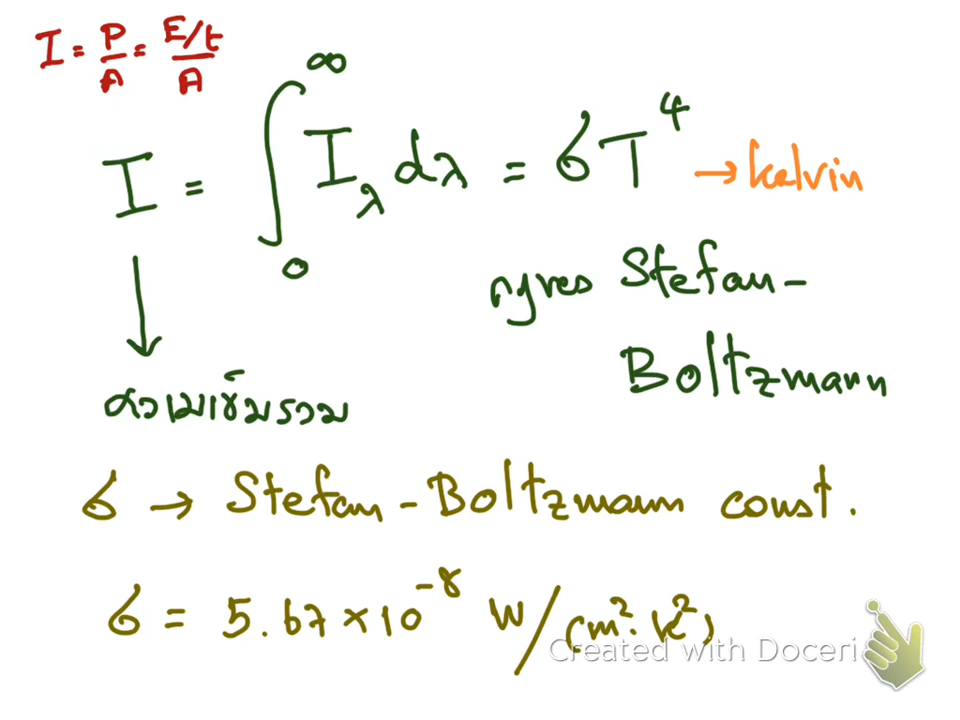 I = P/A = E/t/A
I = ∫₀^∞ I_λ dλ = σT⁴ → kelvin
กฎของ Stefan-
Boltzmann
ความเข้มรวม
σ → Stefan-Boltzmann const.
σ = 5.67 × 10⁻⁸ W/(m²·K²)
Created with Doceri